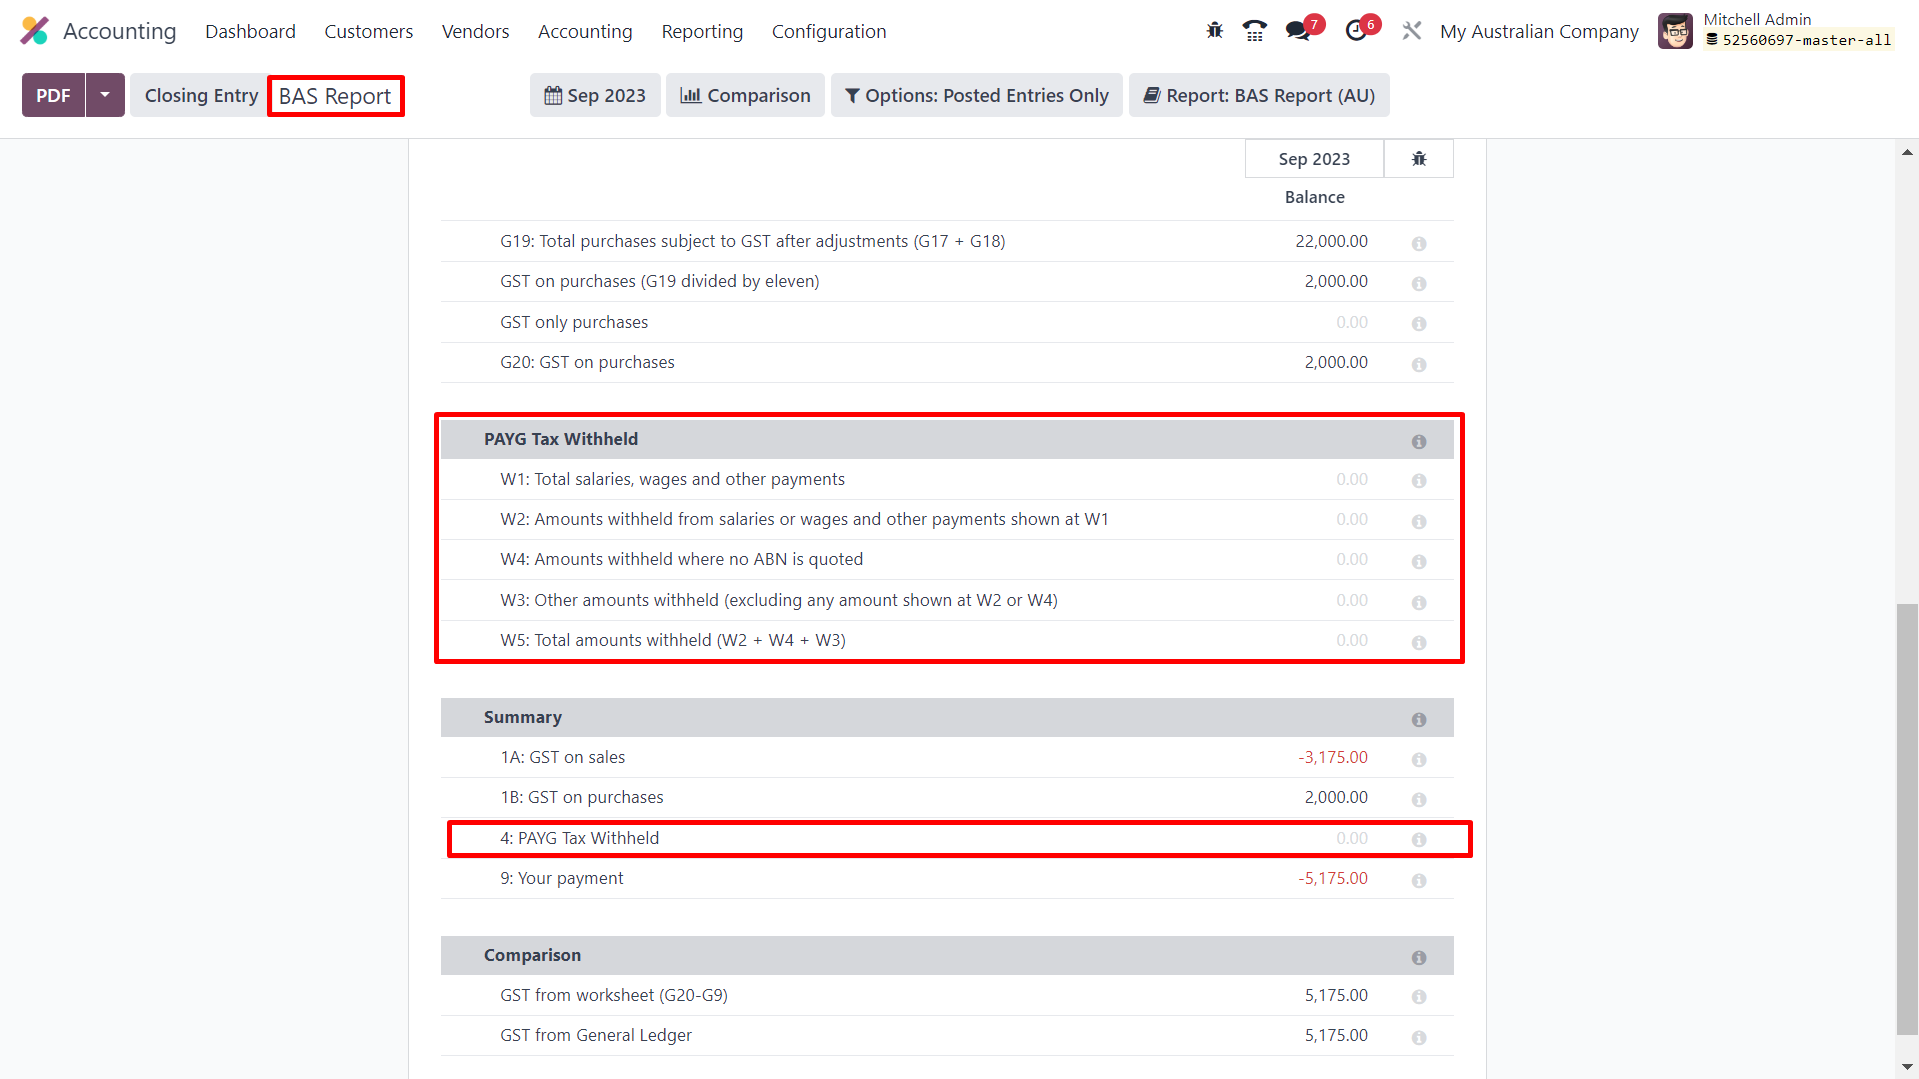 Accounting Dashboard Customers Vendors Accounting Reporting Configuration 7 6 My Australian Company Mitchell Admin
52560697-master-all
PDF Closing Entry BAS Report Sep 2023 Comparison Options: Posted Entries Only Report: BAS Report (AU)
Sep 2023
Balance
G19: Total purchases subject to GST after adjustments (G17 + G18) 22,000.00
GST on purchases (G19 divided by eleven) 2,000.00
GST only purchases 0.00
G20: GST on purchases 2,000.00
PAYG Tax Withheld
W1: Total salaries, wages and other payments 0.00
W2: Amounts withheld from salaries or wages and other payments shown at W1 0.00
W4: Amounts withheld where no ABN is quoted 0.00
W3: Other amounts withheld (excluding any amount shown at W2 or W4) 0.00
W5: Total amounts withheld (W2 + W4 + W3) 0.00
Summary
1A: GST on sales -3,175.00
1B: GST on purchases 2,000.00
4: PAYG Tax Withheld 0.00
9: Your payment -5,175.00
Comparison
GST from worksheet (G20-G9) 5,175.00
GST from General Ledger 5,175.00